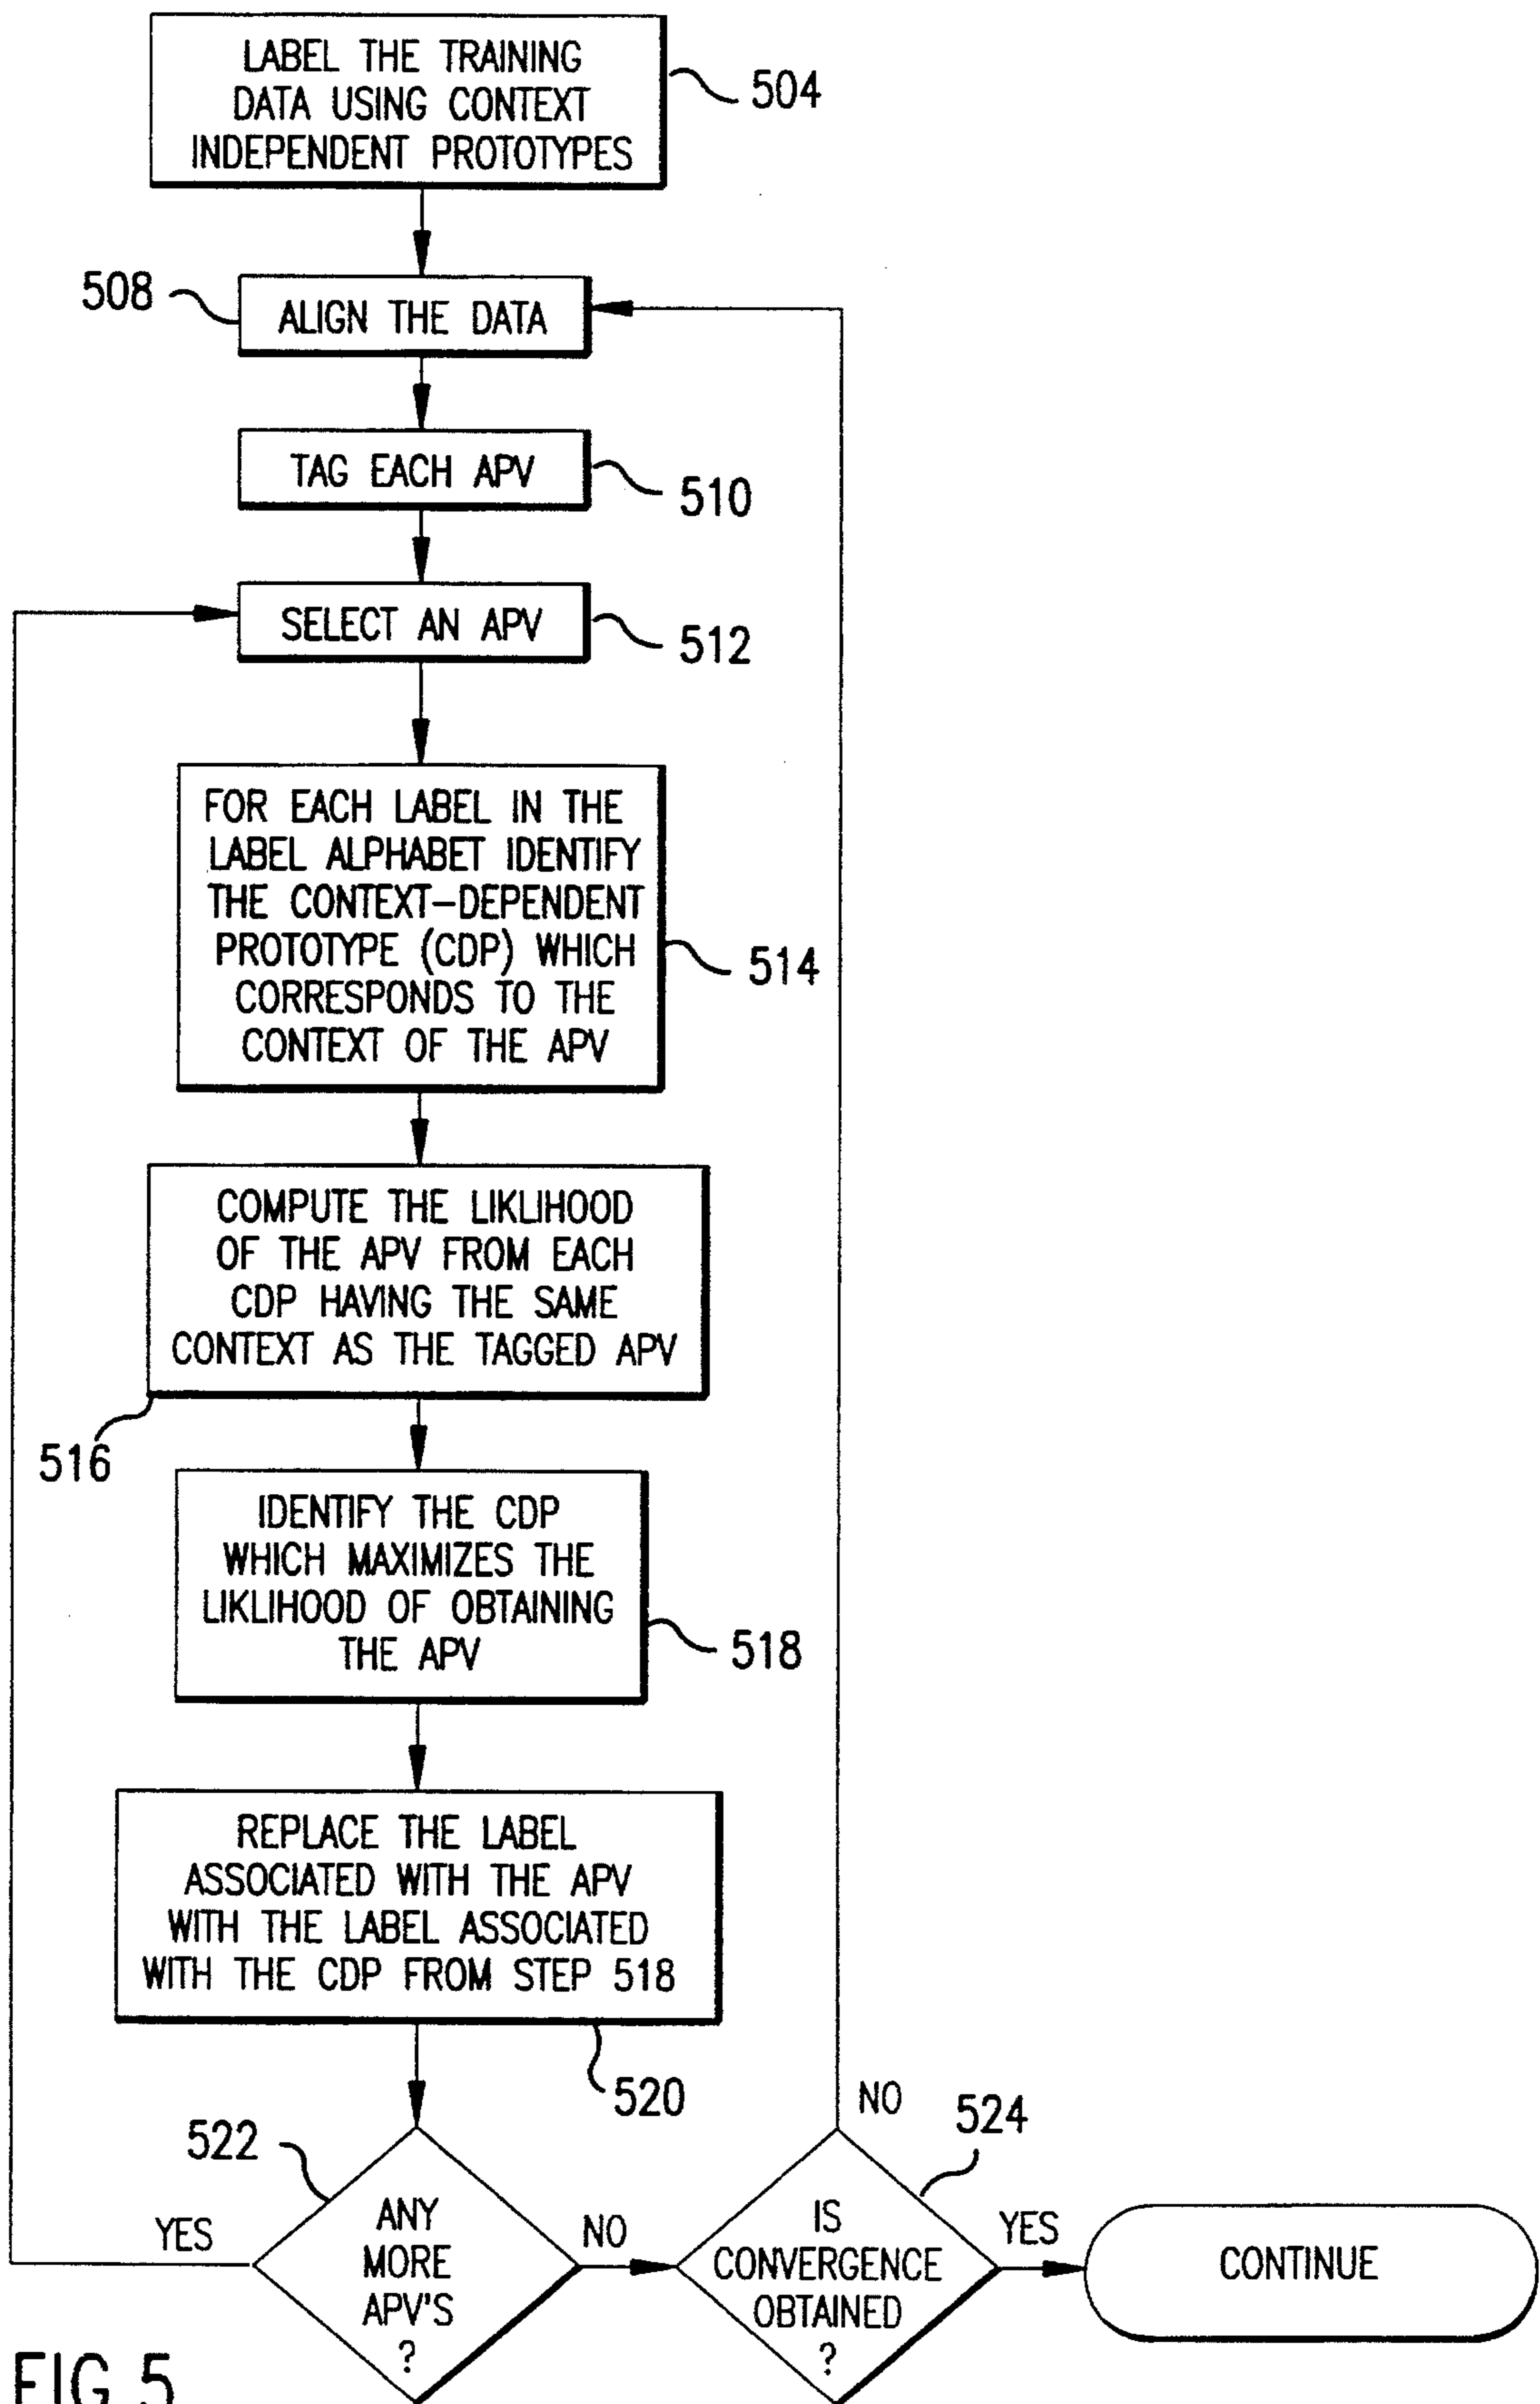 LABEL THE TRAINING
DATA USING CONTEXT
INDEPENDENT PROTOTYPES
504
508
ALIGN THE DATA
TAG EACH APV
510
SELECT AN APV
512
FOR EACH LABEL IN THE
LABEL ALPHABET IDENTIFY
THE CONTEXT-DEPENDENT
PROTOTYPE (CDP) WHICH
CORRESPONDS TO THE
CONTEXT OF THE APV
514
COMPUTE THE LIKLIHOOD
OF THE APV FROM EACH
CDP HAVING THE SAME
CONTEXT AS THE TAGGED APV
516
IDENTIFY THE CDP
WHICH MAXIMIZES THE
LIKLIHOOD OF OBTAINING
THE APV
518
REPLACE THE LABEL
ASSOCIATED WITH THE APV
WITH THE LABEL ASSOCIATED
WITH THE CDP FROM STEP 518
520
522
YES
ANY
MORE
APV'S
?
NO
NO
524
IS
CONVERGENCE
OBTAINED
?
YES
CONTINUE
FIG.5